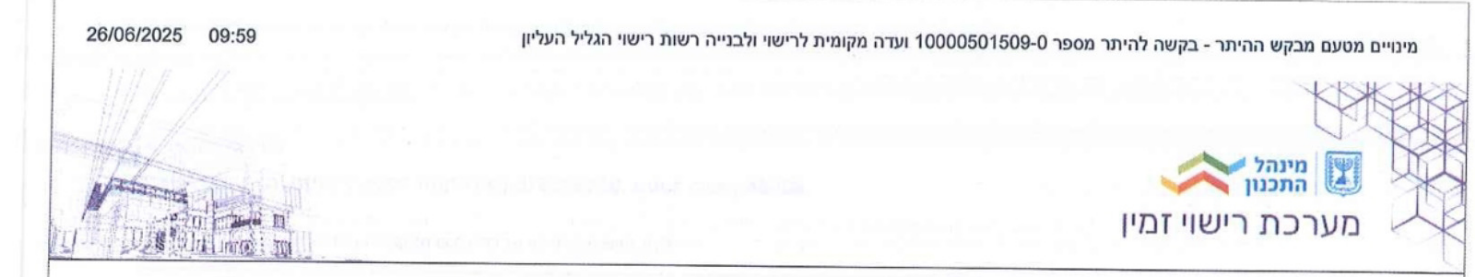 מינויים מטעם מבקש ההיתר - בקשה להיתר מספר 10000501509-0 ועדה מקומית לרישוי ולבנייה רשות רישוי הגליל העליון 26/06/2025 09:59
מינהל
התכנון
מערכת רישוי זמין